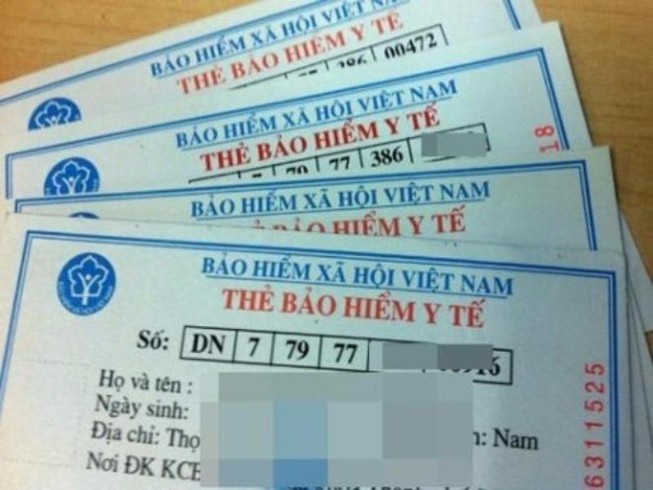 BẢO HIỂM XÃ HỘI VIỆT NAM
THẺ BẢO HIỂM Y TẾ
00472
BẢO HIỂM XÃ HỘI VIỆT NAM
THẺ BẢO HIỂM Y TẾ
77 386
18
BẢO HIỂM XÃ HỘI VIỆT NAM
THẺ BẢO HIỂM Y TẾ
BẢO HIỂM XÃ HỘI VIỆT NAM
THẺ BẢO HIỂM Y TẾ
Số: DN 7 79 77
Họ và tên :
Ngày sinh:
Địa chỉ: Thọ Nam
Nơi ĐK KCB
6311525